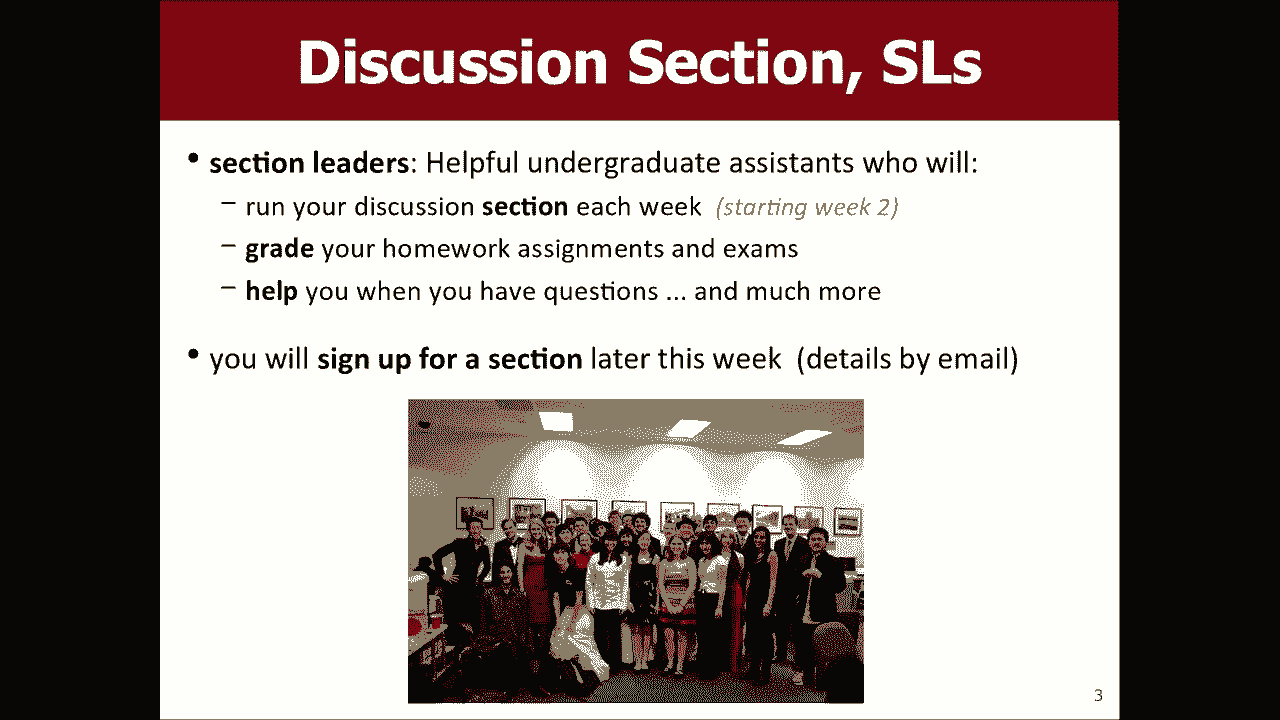 Discussion Section, SLs
• section leaders: Helpful undergraduate assistants who will:
– run your discussion section each week (starting week 2)
– grade your homework assignments and exams
– help you when you have questions ... and much more
• you will sign up for a section later this week (details by email)
3